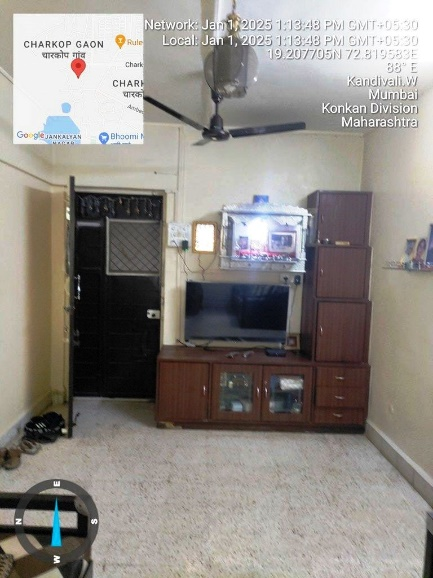 Network: Jan 1, 2025 1:13:48 PM GMT+05:30
Local: Jan 1, 2025 1:13:48 PM GMT+05:30
19.207705N 72.819583E
88° E
Kandivali.W
Mumbai
Konkan Division
Maharashtra
CHARKOP GAON
चारकोप गांव
Rule
CHARK
चारक
Char
Google
JANKALYAN
NAGAR
Bhoomi
N
E
S
W